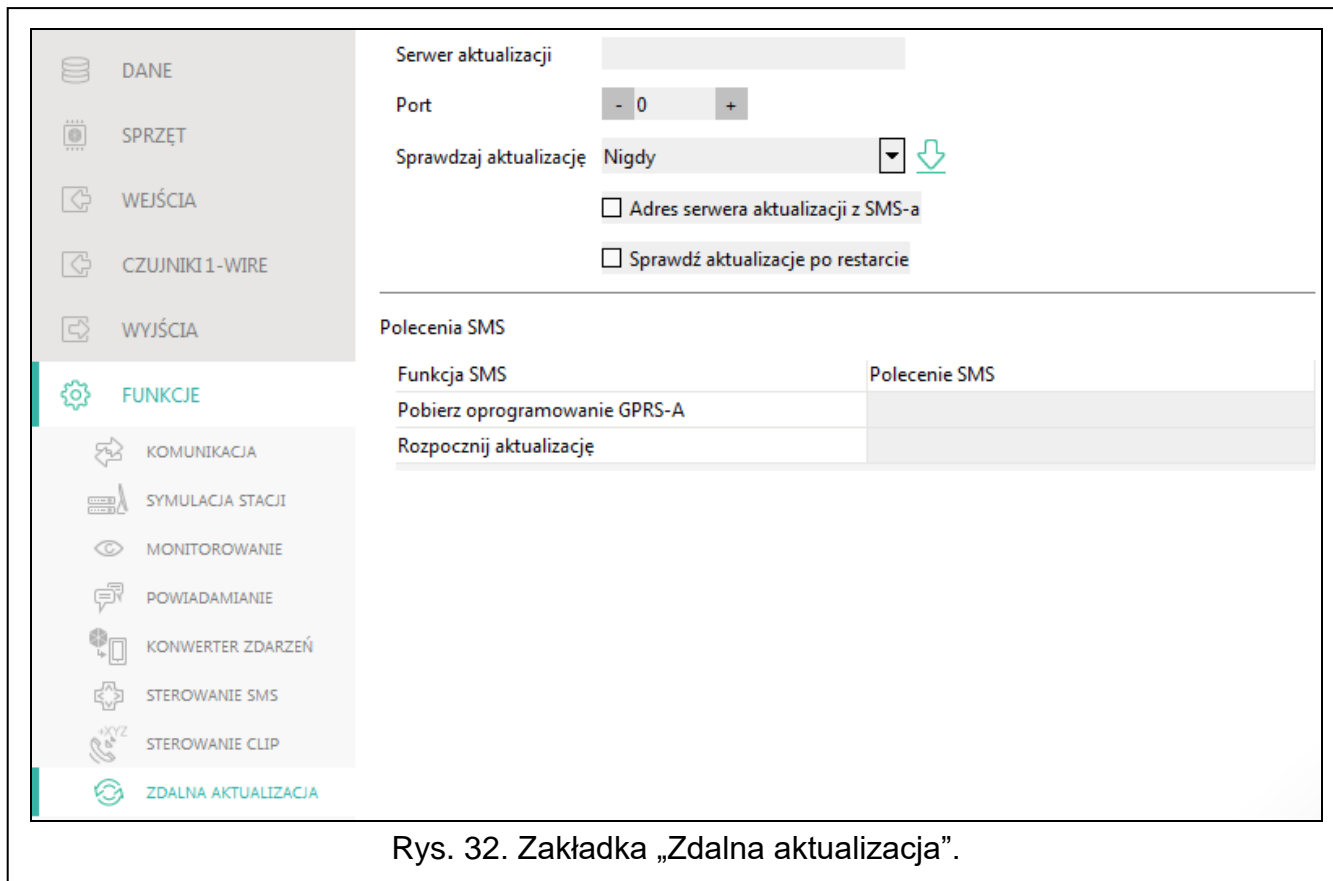 DANE
SPRZĘT
WEJŚCIA
CZUJNIKI 1-WIRE
WYJŚCIA
FUNKCJE
KOMUNIKACJA
SYMULACJA STACJI
MONITOROWANIE
POWIADAMIANIE
KONWERTER ZDARZEŃ
STEROWANIE SMS
+XYZ
STEROWANIE CLIP
ZDALNA AKTUALIZACJA
Serwer aktualizacji
Port - 0 +
Sprawdzaj aktualizację Nigdy
Adres serwera aktualizacji z SMS-a
Sprawdź aktualizacje po restarcie
Polecenia SMS
Funkcja SMS Polecenie SMS
Pobierz oprogramowanie GPRS-A
Rozpocznij aktualizację
Rys. 32. Zakładka „Zdalna aktualizacja”.